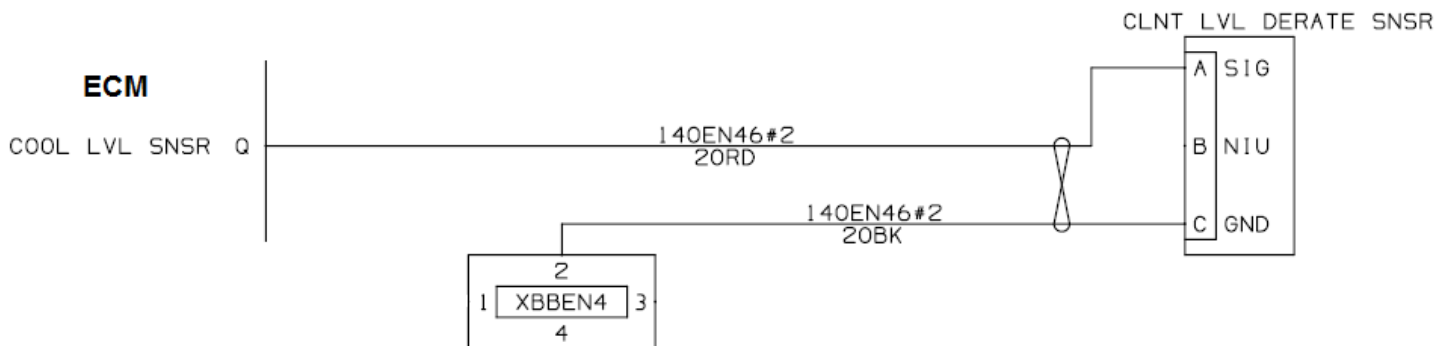 CLNT LVL DERATE SNSR
A SIG
ECM
COOL LVL SNSR Q
140EN46#2
20RD
B NIU
140EN46#2
20BK
C GND
2
1 XBBEN4 3
4